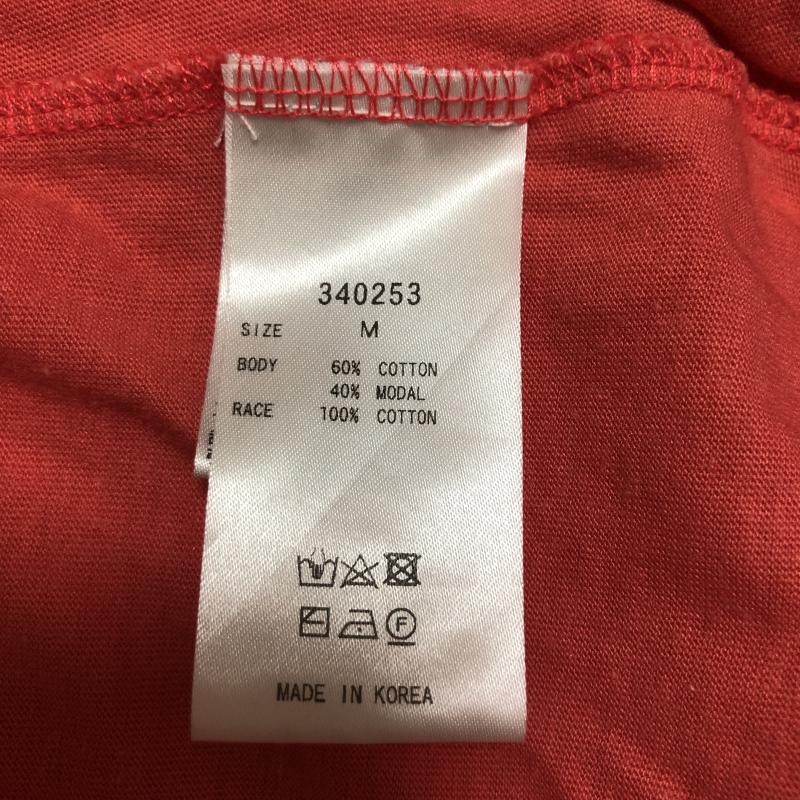 340253
SIZE M
BODY 60% COTTON
40% MODAL
RACE 100% COTTON
F
MADE IN KOREA